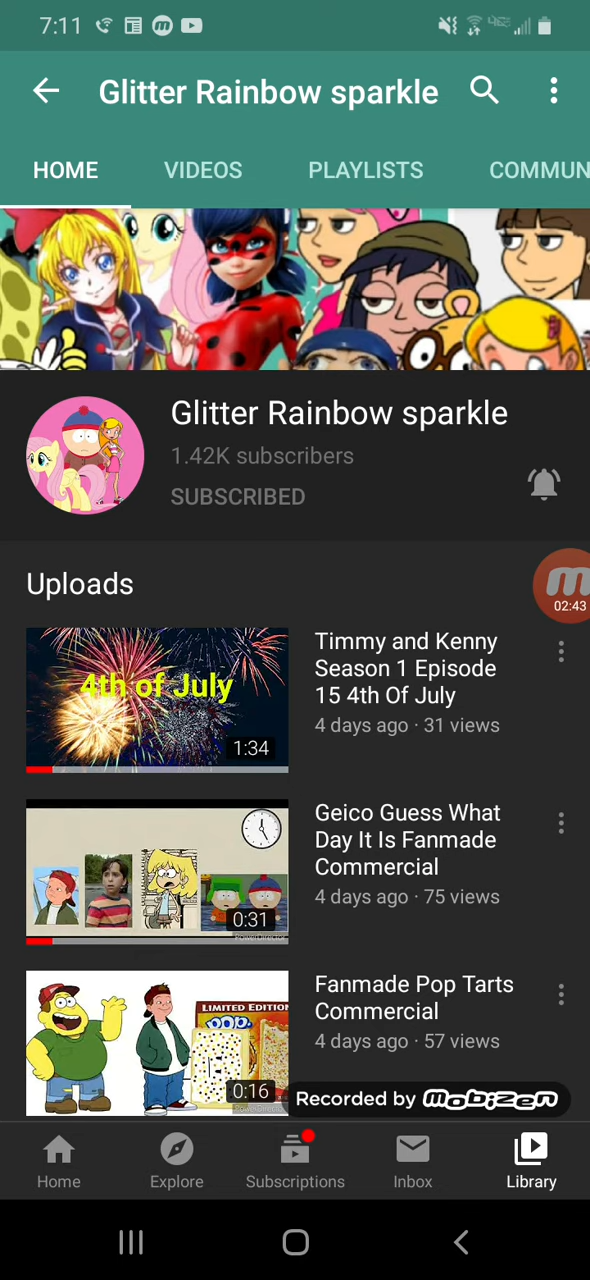 7:11
Glitter Rainbow sparkle
HOME VIDEOS PLAYLISTS COMMUN
Glitter Rainbow sparkle
1.42K subscribers
SUBSCRIBED
Uploads
02:43
4th of July
1:34
Timmy and Kenny
Season 1 Episode
15 4th Of July
4 days ago · 31 views
0:31
Geico Guess What
Day It Is Fanmade
Commercial
4 days ago · 75 views
LIMITED EDITION
0:16
Fanmade Pop Tarts
Commercial
4 days ago · 57 views
Recorded by mobizen
Home Explore Subscriptions Inbox Library